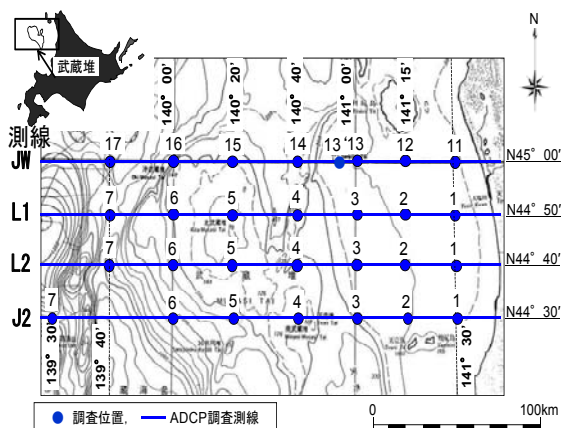 武蔵堆
N
140° 00′
140° 20′
140° 40′
141° 00′
141° 15′
測線
JW
17 16 15 14 13´ 13 12 11
N45° 00′
L1
7 6 5 4 3 2 1
N44° 50′
L2
7 6 5 4 3 2 1
N44° 40′
J2
7 6 5 4 3 2 1
N44° 30′
139° 30′
139° 40′
141° 30′
調査位置, ADCP調査測線
0 100km